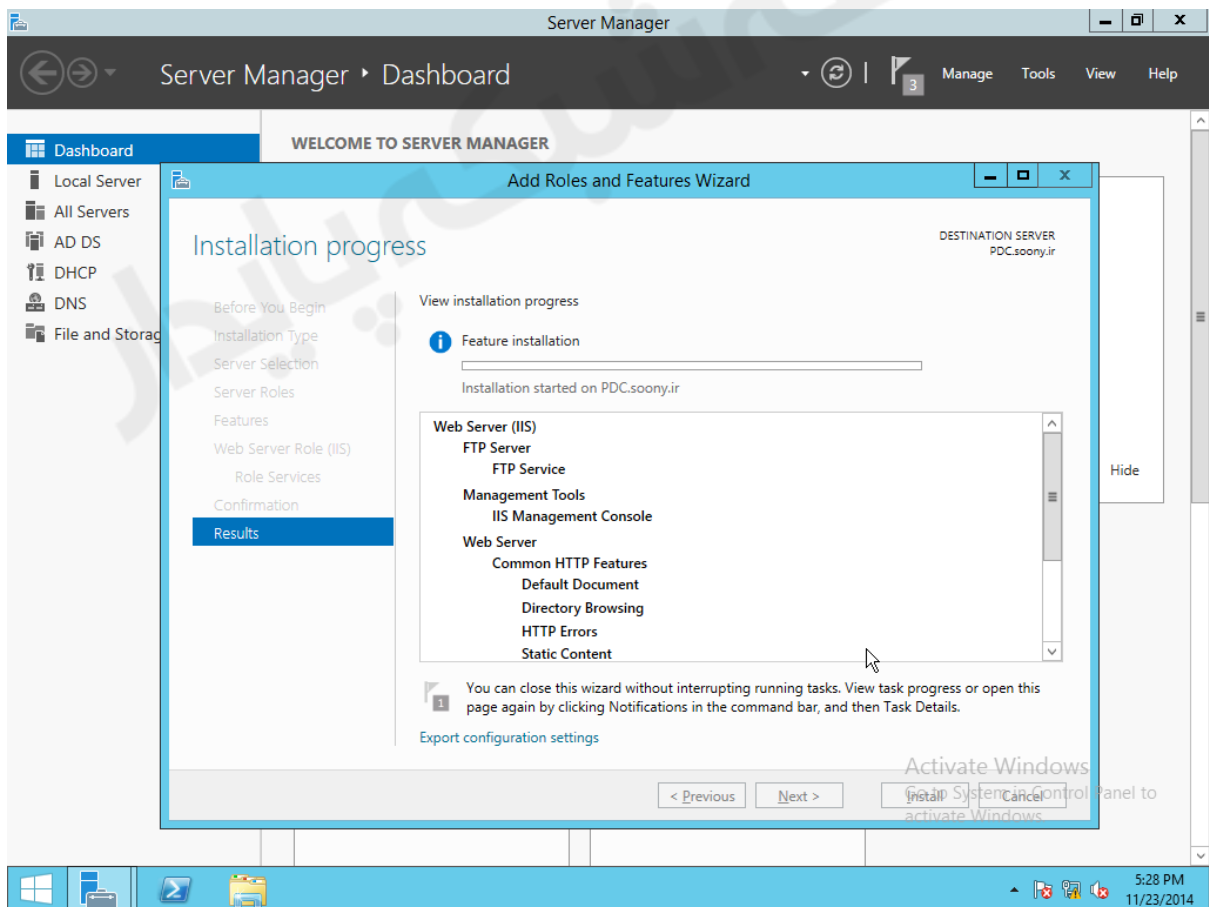 Server Manager
Server Manager ‣ Dashboard
3
Manage
Tools
View
Help
Dashboard
Local Server
All Servers
AD DS
DHCP
DNS
File and Storag
WELCOME TO SERVER MANAGER
Add Roles and Features Wizard
Installation progress
DESTINATION SERVER
PDC.soony.ir
Before You Begin
Installation Type
Server Selection
Server Roles
Features
Web Server Role (IIS)
Role Services
Confirmation
Results
View installation progress
Feature installation
Installation started on PDC.soony.ir
Web Server (IIS)
FTP Server
FTP Service
Management Tools
IIS Management Console
Web Server
Common HTTP Features
Default Document
Directory Browsing
HTTP Errors
Static Content
Hide
1
You can close this wizard without interrupting running tasks. View task progress or open this
page again by clicking Notifications in the command bar, and then Task Details.
Export configuration settings
< Previous
Next >
Install
Cancel
Activate Windows
Go to System in Control Panel to
activate Windows.
5:28 PM
11/23/2014